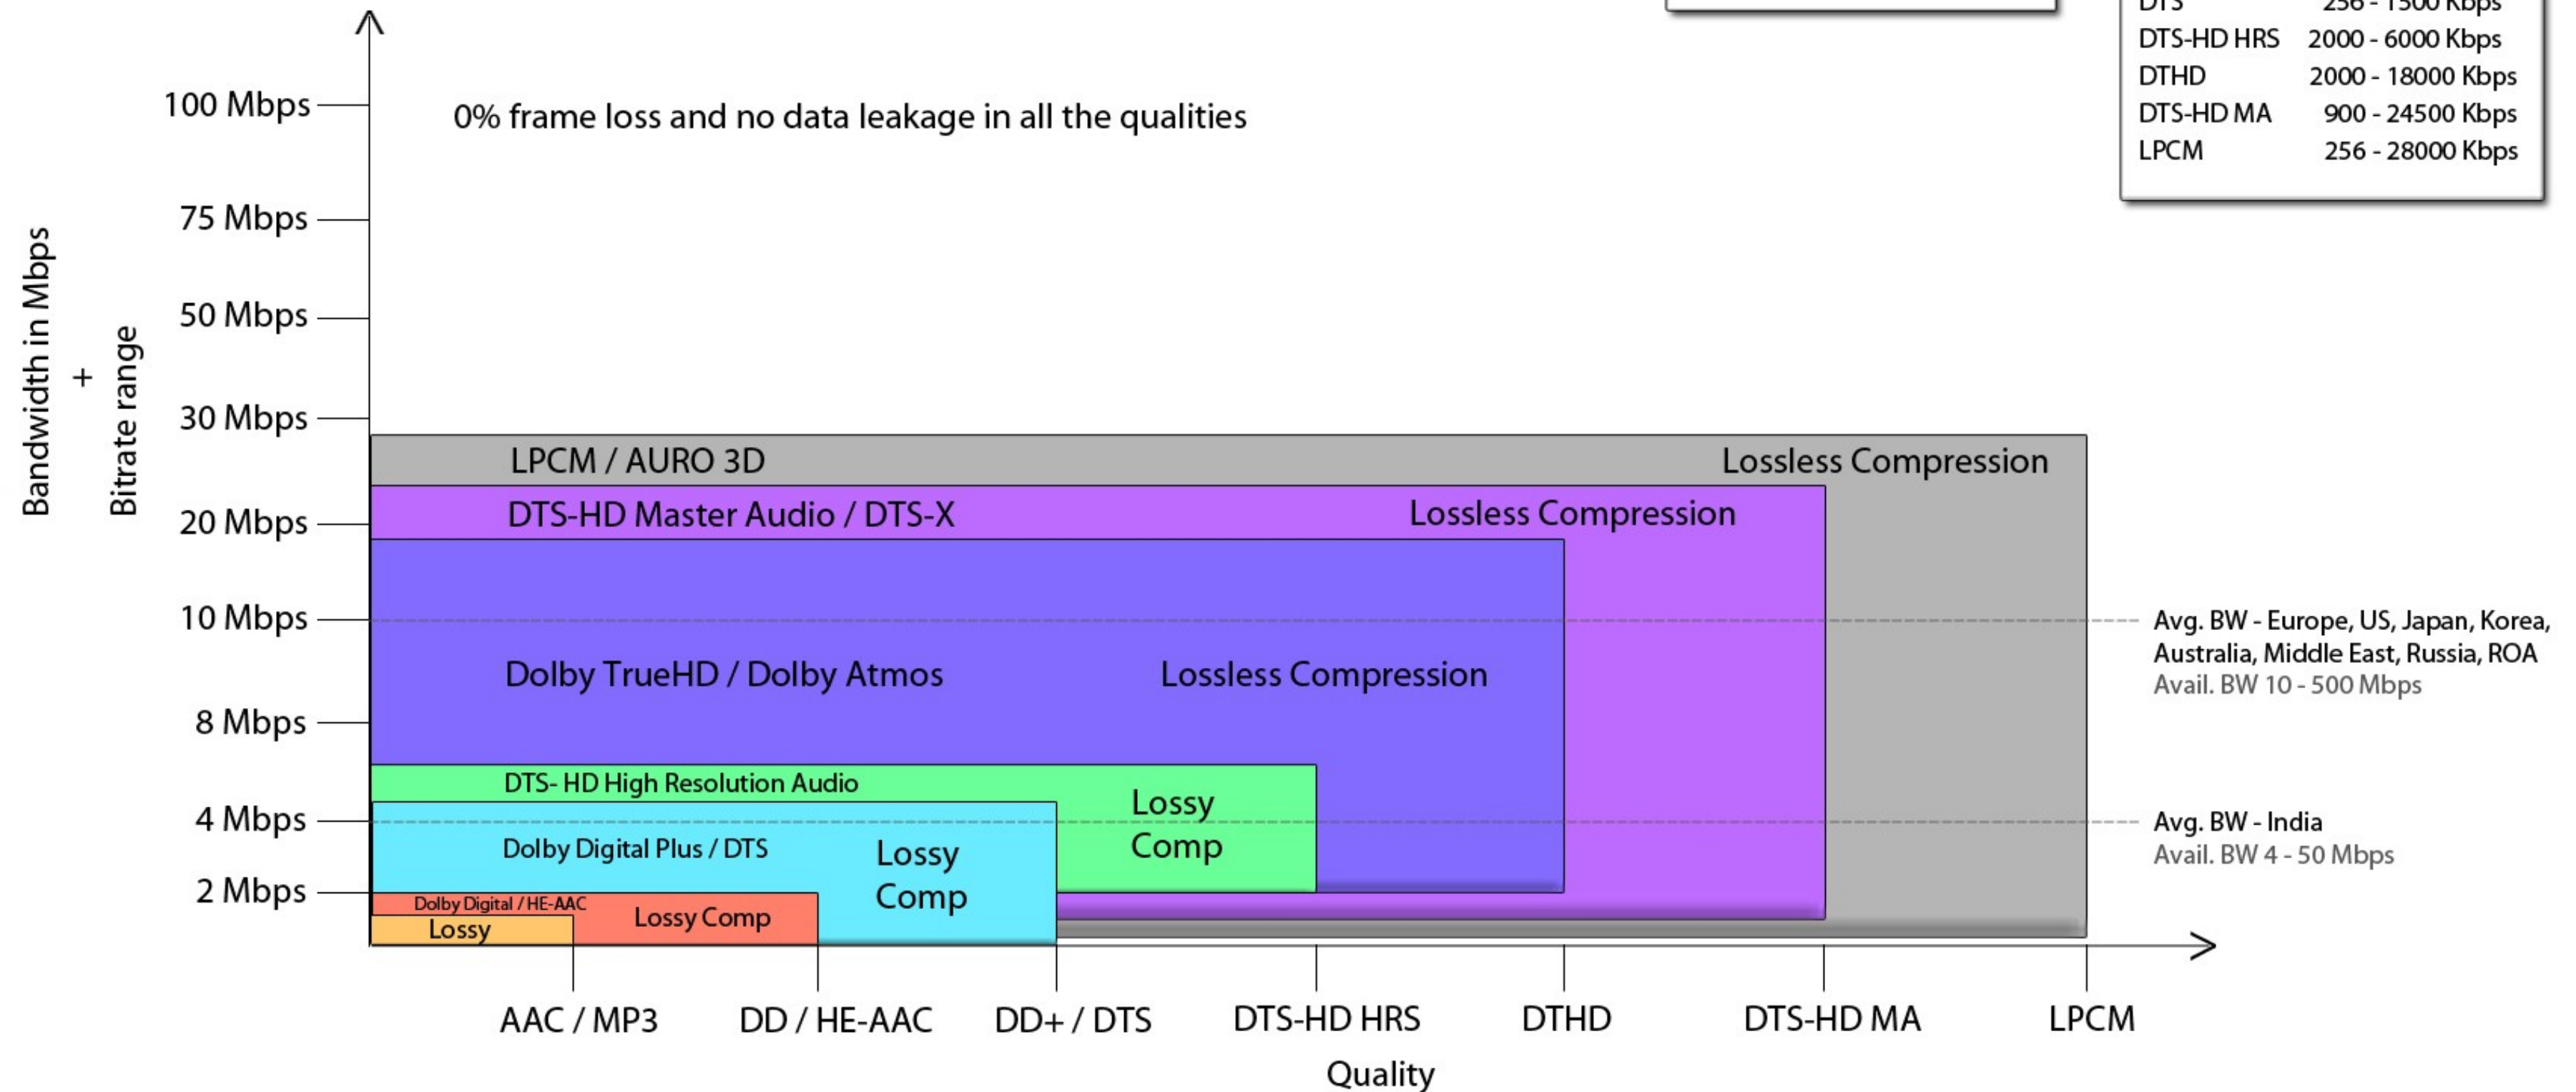 DTS 256 - 1500 Kbps
DTS-HD HRS 2000 - 6000 Kbps
DTHD 2000 - 18000 Kbps
DTS-HD MA 900 - 24500 Kbps
LPCM 256 - 28000 Kbps
100 Mbps
0% frame loss and no data leakage in all the qualities
75 Mbps
50 Mbps
30 Mbps
20 Mbps
10 Mbps
8 Mbps
4 Mbps
2 Mbps
Bandwidth in Mbps
+
Bitrate range
LPCM / AURO 3D
Lossless Compression
DTS-HD Master Audio / DTS-X
Lossless Compression
Dolby TrueHD / Dolby Atmos
Lossless Compression
DTS- HD High Resolution Audio
Lossy
Comp
Dolby Digital Plus / DTS
Lossy
Comp
Dolby Digital / HE-AAC
Lossy Comp
Lossy
Avg. BW - Europe, US, Japan, Korea,
Australia, Middle East, Russia, ROA
Avail. BW 10 - 500 Mbps
Avg. BW - India
Avail. BW 4 - 50 Mbps
AAC / MP3
DD / HE-AAC
DD+ / DTS
DTS-HD HRS
DTHD
DTS-HD MA
LPCM
Quality